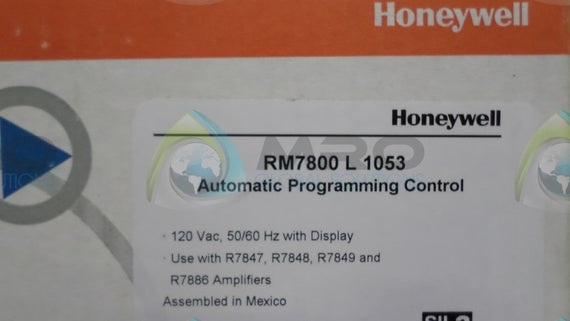 Honeywell
Honeywell
MRO
RM7800 L 1053
Automatic Programming Control
· 120 Vac, 50/60 Hz with Display
· Use with R7847, R7848, R7849 and
R7886 Amplifiers
Assembled in Mexico